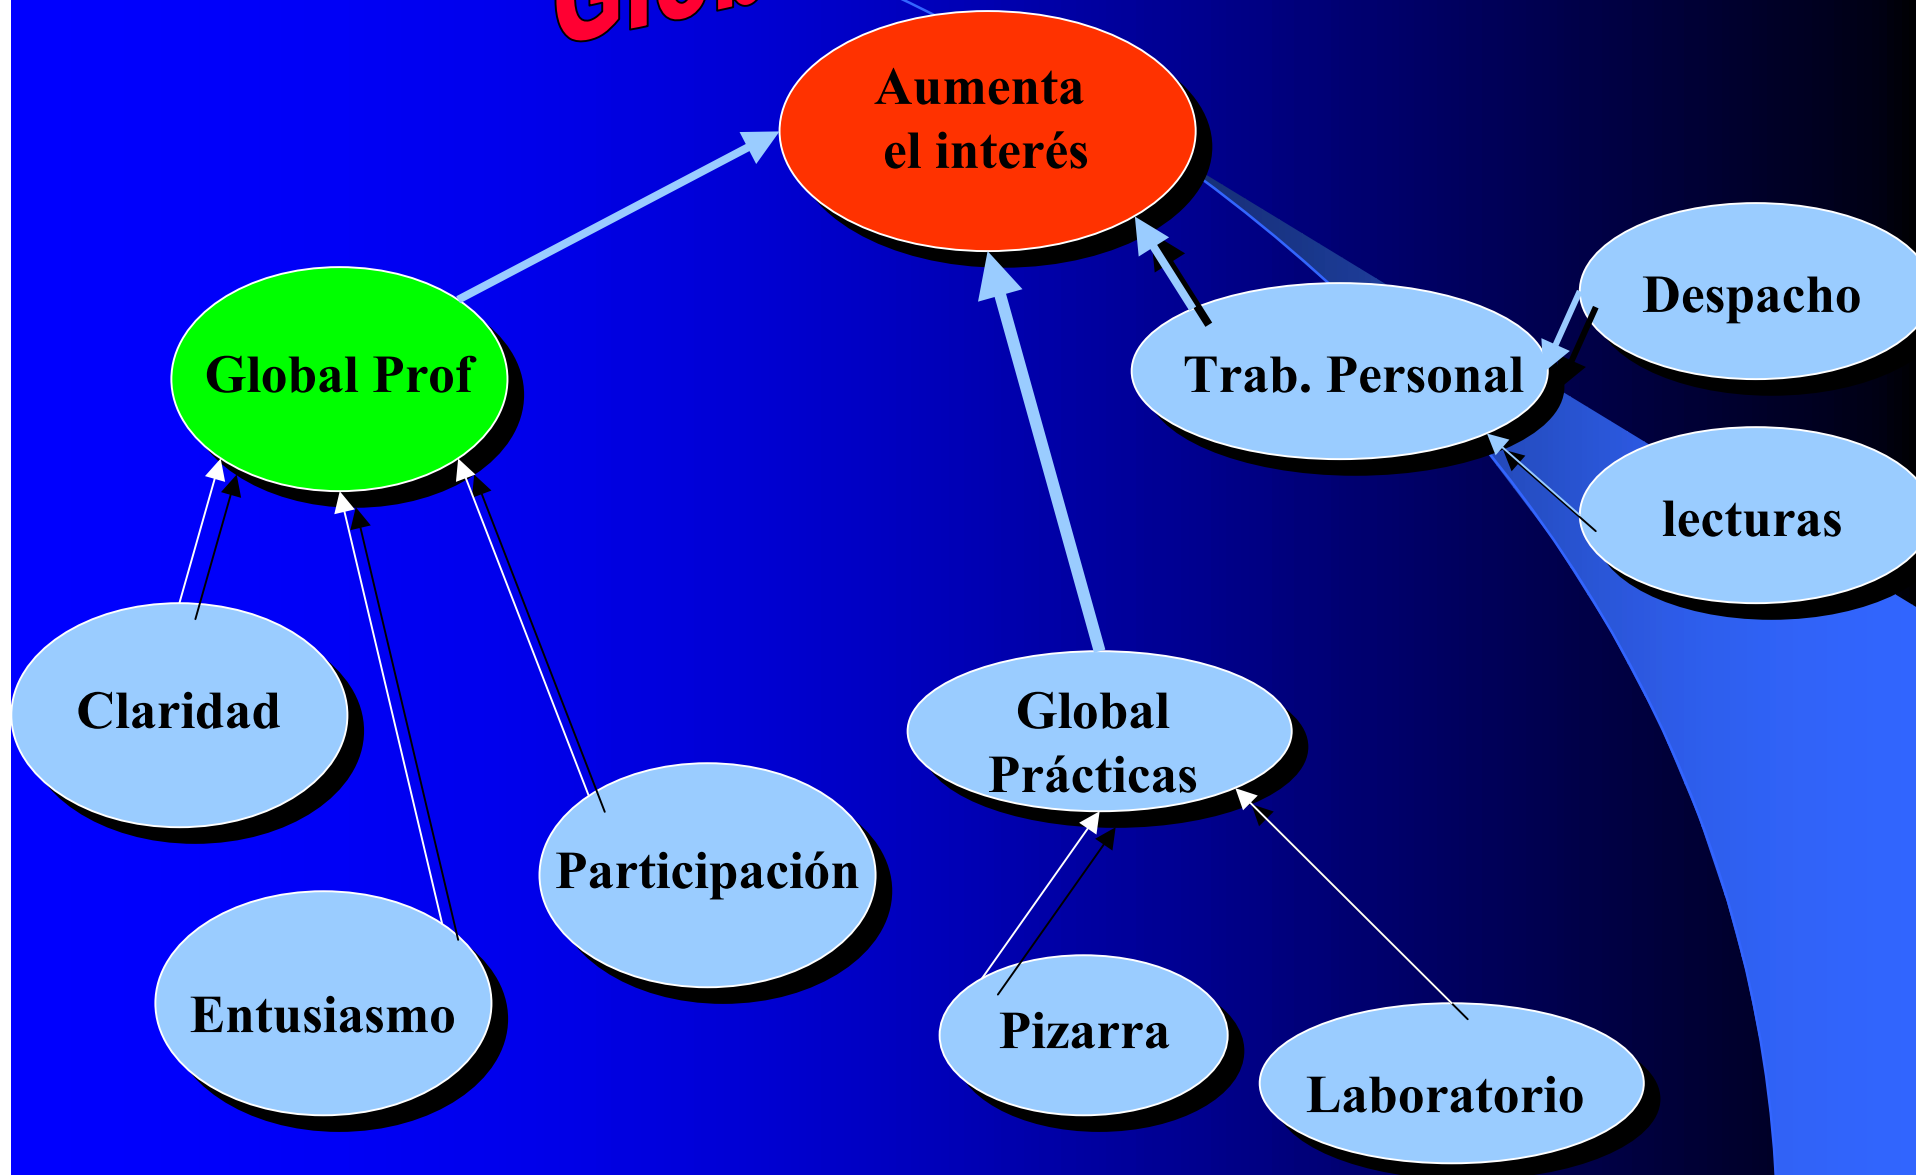 Aumenta
el interés
Despacho
Global Prof
Trab. Personal
lecturas
Claridad
Global
Prácticas
Participación
Entusiasmo
Pizarra
Laboratorio